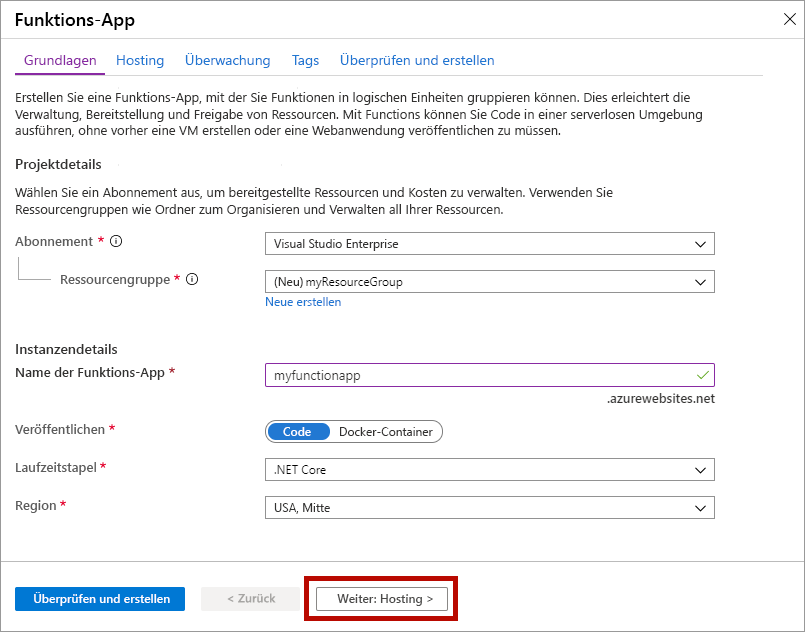 Funktions-App
Grundlagen Hosting Überwachung Tags Überprüfen und erstellen
Erstellen Sie eine Funktions-App, mit der Sie Funktionen in logischen Einheiten gruppieren können. Dies erleichtert die
Verwaltung, Bereitstellung und Freigabe von Ressourcen. Mit Functions können Sie Code in einer serverlosen Umgebung
ausführen, ohne vorher eine VM erstellen oder eine Webanwendung veröffentlichen zu müssen.
Projektdetails
Wählen Sie ein Abonnement aus, um bereitgestellte Ressourcen und Kosten zu verwalten. Verwenden Sie
Ressourcengruppen wie Ordner zum Organisieren und Verwalten all Ihrer Ressourcen.
Abonnement * Visual Studio Enterprise
Ressourcengruppe * (Neu) myResourceGroup
Neue erstellen
Instanzendetails
Name der Funktions-App * myfunctionapp
.azurewebsites.net
Veröffentlichen * Code Docker-Container
Laufzeitstapel * .NET Core
Region * USA, Mitte
Überprüfen und erstellen < Zurück Weiter: Hosting >